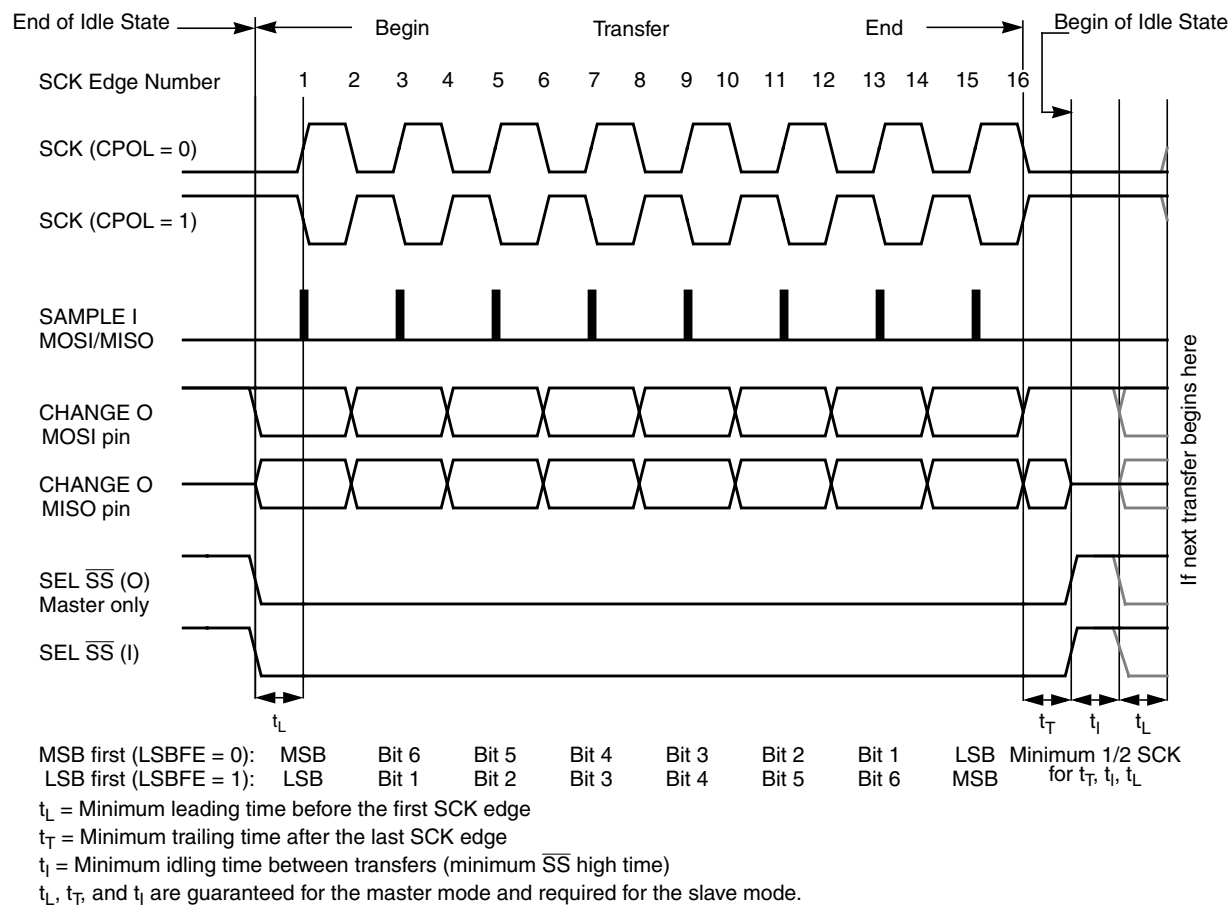 End of Idle State
Begin
Transfer
End
Begin of Idle State
SCK Edge Number
1 2 3 4 5 6 7 8 9 10 11 12 13 14 15 16
SCK (CPOL = 0)
SCK (CPOL = 1)
SAMPLE I
MOSI/MISO
CHANGE O
MOSI pin
CHANGE O
MISO pin
SEL SS (O)
Master only
SEL SS (I)
If next transfer begins here
tL
tT tI tL
MSB first (LSBFE = 0): MSB Bit 6 Bit 5 Bit 4 Bit 3 Bit 2 Bit 1 LSB Minimum 1/2 SCK
LSB first (LSBFE = 1): LSB Bit 1 Bit 2 Bit 3 Bit 4 Bit 5 Bit 6 MSB for tT, tI, tL
tL = Minimum leading time before the first SCK edge
tT = Minimum trailing time after the last SCK edge
tI = Minimum idling time between transfers (minimum SS high time)
tL, tT, and tI are guaranteed for the master mode and required for the slave mode.